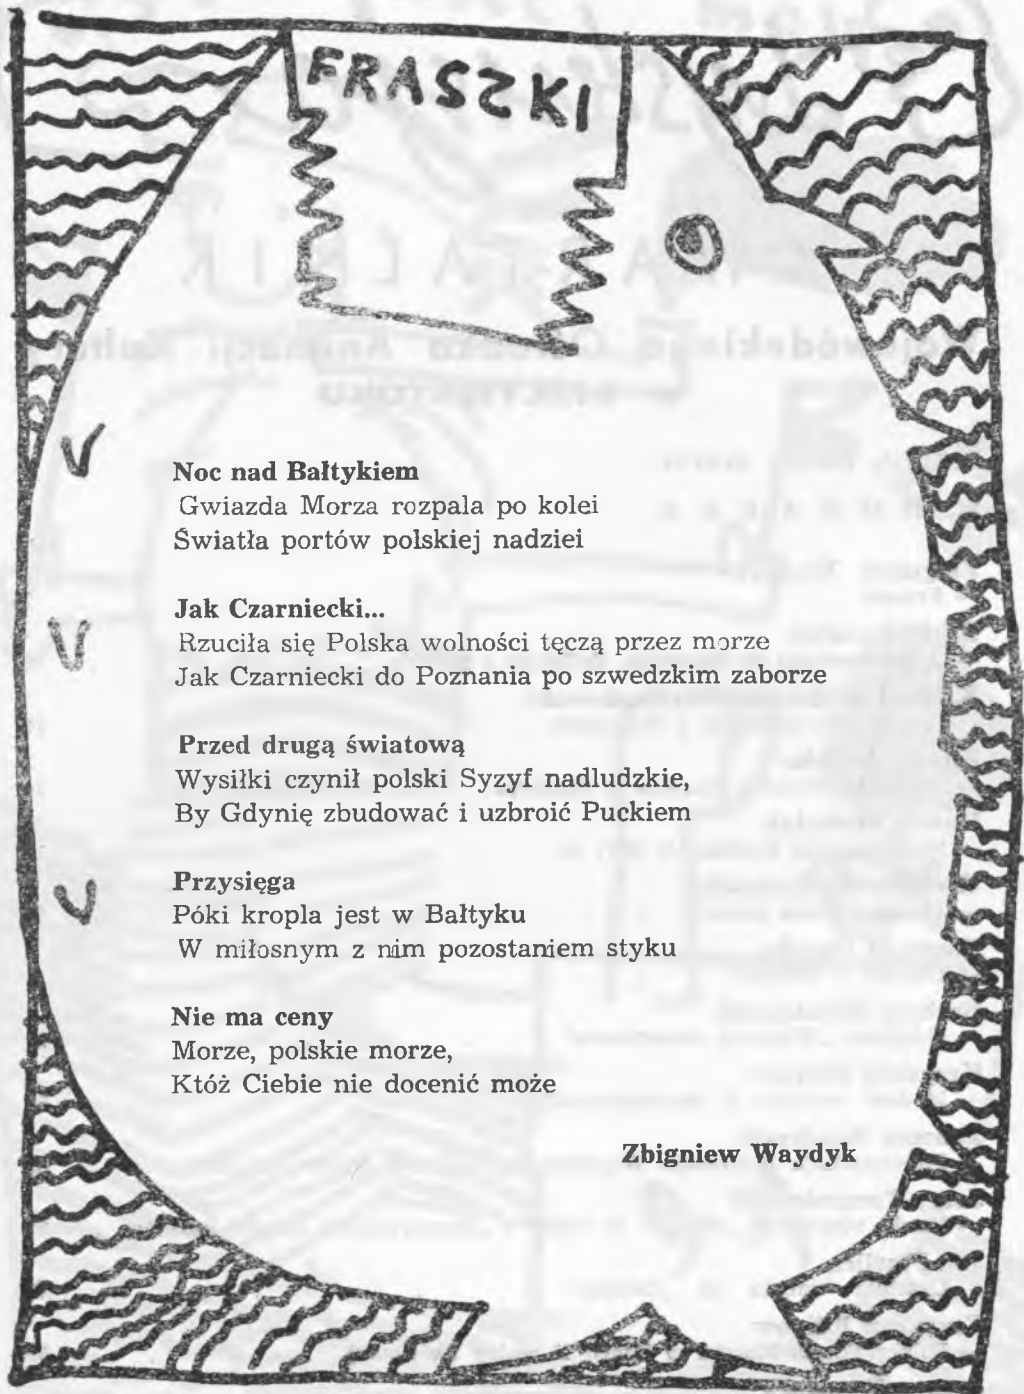 FRASZKI
Noc nad Bałtykiem
Gwiazda Morza rozpala po kolei
Światła portów polskiej nadziei
Jak Czarniecki...
Rzuciła się Polska wolności tęczą przez morze
Jak Czarniecki do Poznania po szwedzkim zaborze
Przed drugą światową
Wysiłki czynił polski Syzyf nadludzkie,
By Gdynię zbudować i uzbroić Puckiem
Przysięga
Póki kropla jest w Bałtyku
W miłosnym z nim pozostaniem styku
Nie ma ceny
Morze, polskie morze,
Któż Ciebie nie docenić może
Zbigniew Waydyk